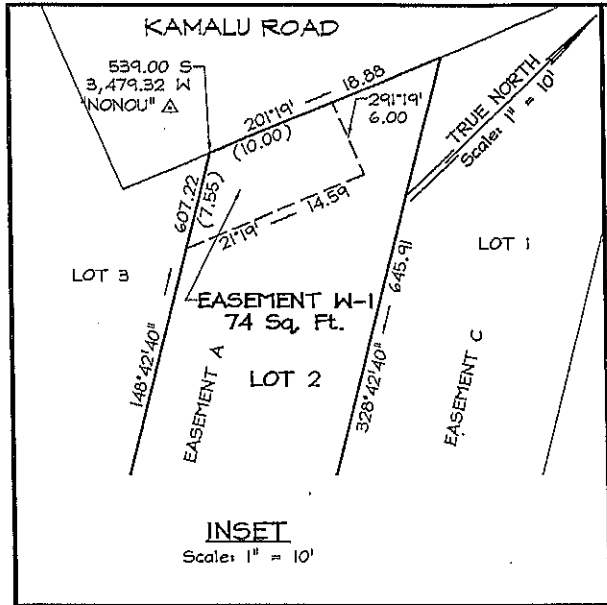 KAMALU ROAD
539.00 S
3,479.32 W
"NONOU" △
201°19' — 18.88
(10.00)
291°19'
6.00
TRUE NORTH
Scale: 1" = 10'
607.22
(7.55)
21°19' — 14.59
LOT 3
LOT 1
EASEMENT W-1
74 Sq. Ft.
148°42'40"
EASEMENT A
LOT 2
328°42'40" — 645.91
EASEMENT C
INSET
Scale: 1" = 10'